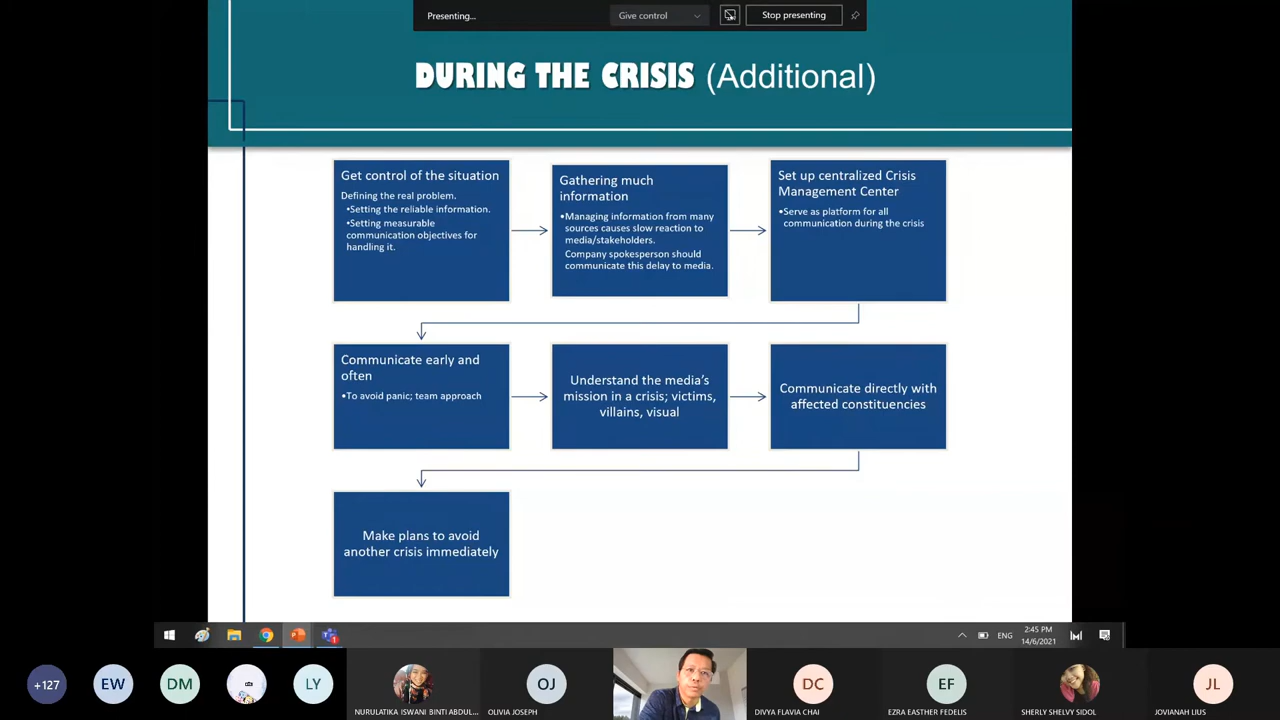 Presenting...
Give control
Stop presenting
DURING THE CRISIS (Additional)
Get control of the situation
Defining the real problem.
•Setting the reliable information.
•Setting measurable
communication objectives for
handling it.
Gathering much
information
•Managing information from many
sources causes slow reaction to
media/stakeholders.
Company spokesperson should
communicate this delay to media.
Set up centralized Crisis
Management Center
•Serve as platform for all
communication during the crisis
Communicate early and
often
•To avoid panic; team approach
Understand the media's
mission in a crisis; victims,
villains, visual
Communicate directly with
affected constituencies
Make plans to avoid
another crisis immediately
ENG
2:45 PM
14/6/2021
+127
EW
DM
LY
NURULATIKA ISWANI BINTI ABDUL...
OJ
OLIVIA JOSEPH
DC
DIVYA FLAVIA CHAI
EF
EZRA EASTHER FEDELIS
SHERLY SHELVY SIDOL
JL
JOVIANAH LIUS